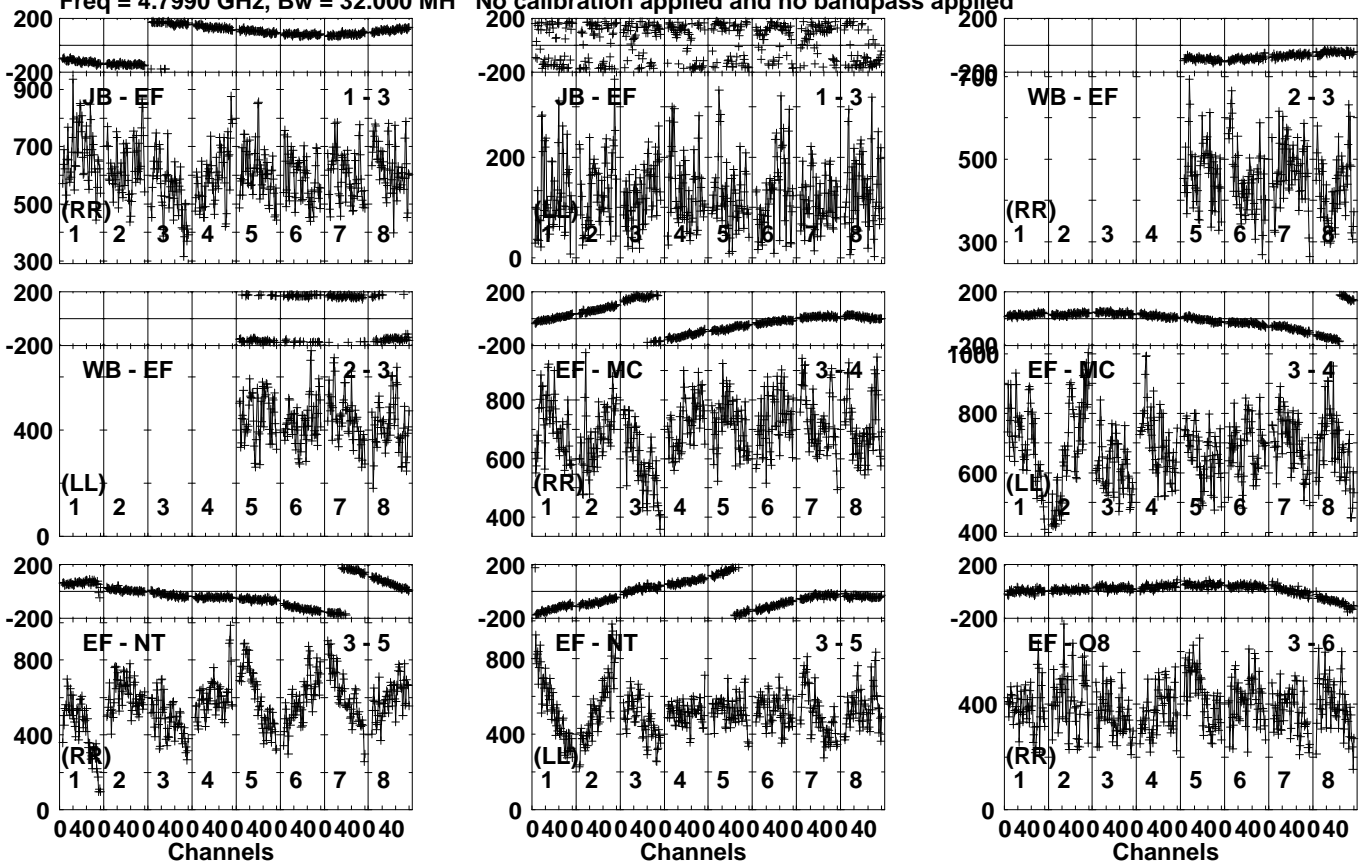 Freq = 4.7990 GHz, Bw = 32.000 MH No calibration applied and no bandpass applied
200 200 200
-200 -200 -200
900 700
JB - EF 1 - 3 JB - EF 1 - 3 WB - EF 2 - 3
700 200 500
500
(RR) (LL) (RR)
1 2 3 4 5 6 7 8 1 2 3 4 5 6 7 8 1 2 3 4 5 6 7 8
300 0 300
200 200 200
-200 -200 -200
1000
WB - EF 2 - 3 EF - MC 3 - 4 EF - MC 3 - 4
400 800 800
600 600
(LL) (RR) (LL)
1 2 3 4 5 6 7 8 1 2 3 4 5 6 7 8 1 2 3 4 5 6 7 8
0 400 400
200 200 200
-200 -200 -200
EF - NT 3 - 5 EF - NT 3 - 5 EF - O8 3 - 6
800 800
400 400 400
(RR) (LL) (RR)
1 2 3 4 5 6 7 8 1 2 3 4 5 6 7 8 1 2 3 4 5 6 7 8
0 0 0
0 40 0 40 0 40 0 40 0 40 0 40 0 40 0 40 0 40 0 40 0 40 0 40 0 40 0 40 0 40 0 40 0 40 0 40 0 40 0 40 0 40 0 40 0 40 0 40
Channels Channels Channels